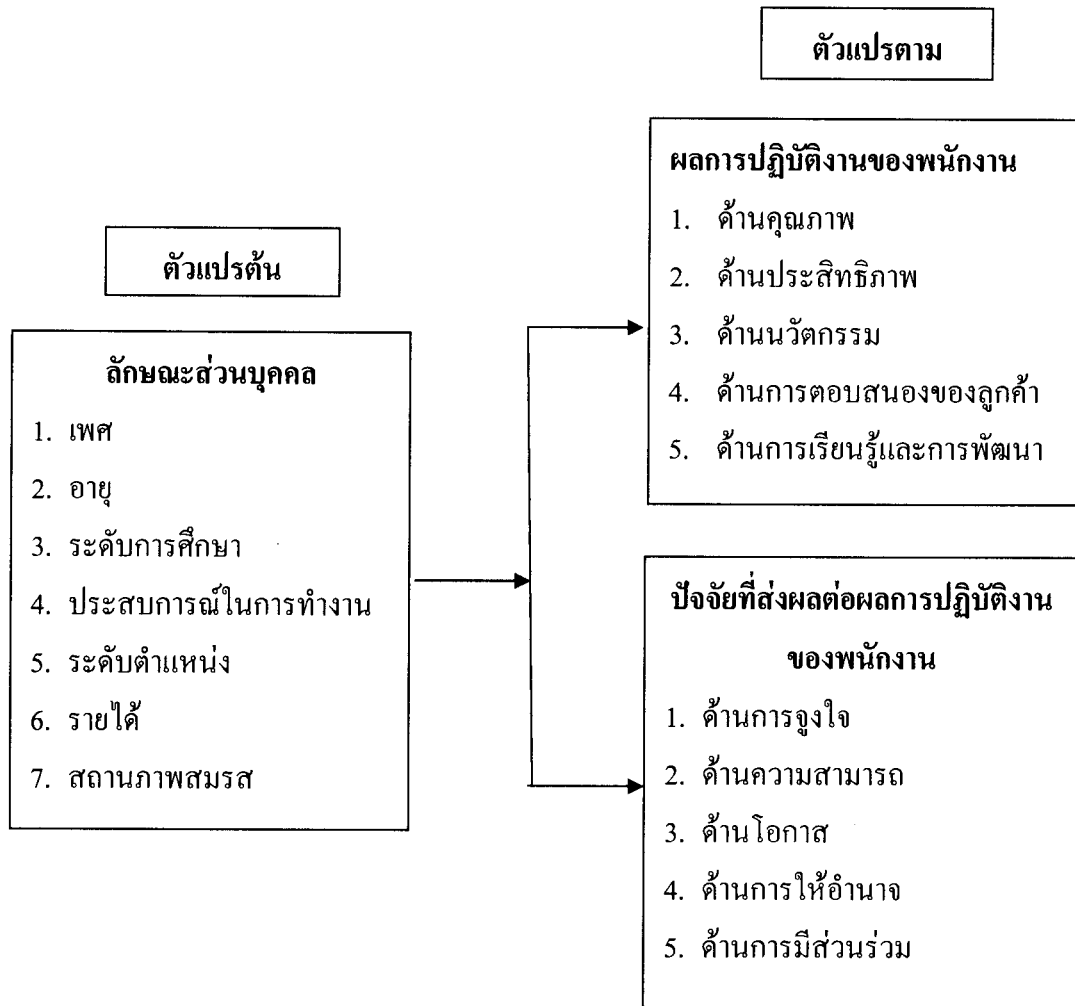 ตัวแปรตาม
ผลการปฏิบัติงานของพนักงาน
1. ด้านคุณภาพ
2. ด้านประสิทธิภาพ
3. ด้านนวัตกรรม
4. ด้านการตอบสนองของลูกค้า
5. ด้านการเรียนรู้และการพัฒนา
ตัวแปรต้น
ลักษณะส่วนบุคคล
1. เพศ
2. อายุ
3. ระดับการศึกษา
4. ประสบการณ์ในการทำงาน
5. ระดับตำแหน่ง
6. รายได้
7. สถานภาพสมรส
ปัจจัยที่ส่งผลต่อผลการปฏิบัติงาน
ของพนักงาน
1. ด้านการจูงใจ
2. ด้านความสามารถ
3. ด้านโอกาส
4. ด้านการให้อำนาจ
5. ด้านการมีส่วนร่วม